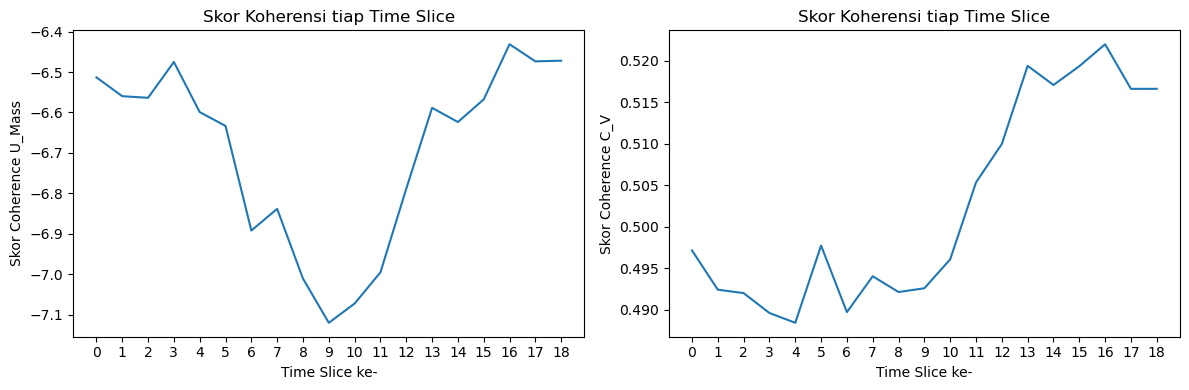 Skor Koherensi tiap Time Slice
−6.4
−6.5
−6.6
−6.7
−6.8
−6.9
−7.0
−7.1
Skor Coherence U_Mass
0 1 2 3 4 5 6 7 8 9 10 11 12 13 14 15 16 17 18
Time Slice ke-
Skor Koherensi tiap Time Slice
0.520
0.515
0.510
0.505
0.500
0.495
0.490
Skor Coherence C_V
0 1 2 3 4 5 6 7 8 9 10 11 12 13 14 15 16 17 18
Time Slice ke-